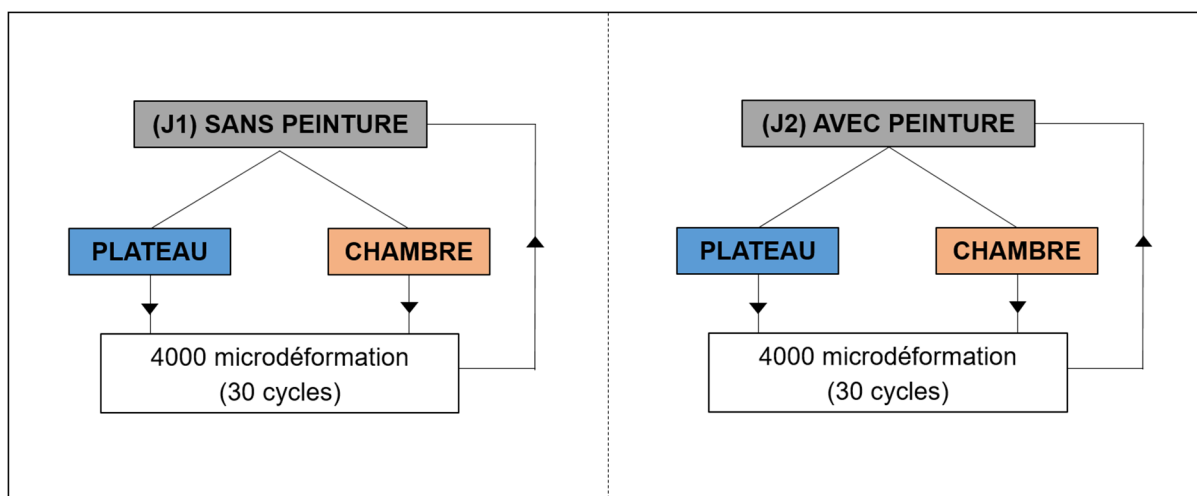 (J1) SANS PEINTURE
PLATEAU
CHAMBRE
4000 microdéformation
(30 cycles)
(J2) AVEC PEINTURE
PLATEAU
CHAMBRE
4000 microdéformation
(30 cycles)